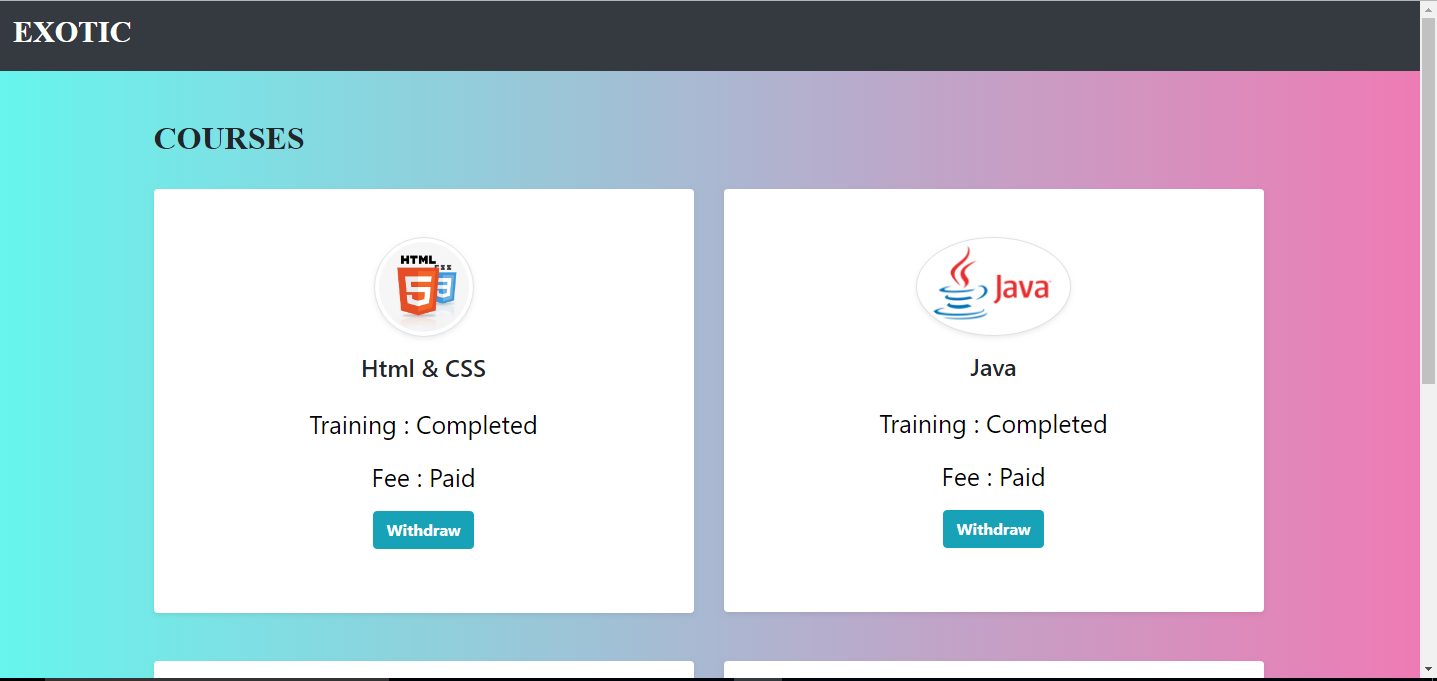 EXOTIC
COURSES
HTML
CSS
5
3
Html & CSS
Training : Completed
Fee : Paid
Withdraw
Java
Java
Training : Completed
Fee : Paid
Withdraw